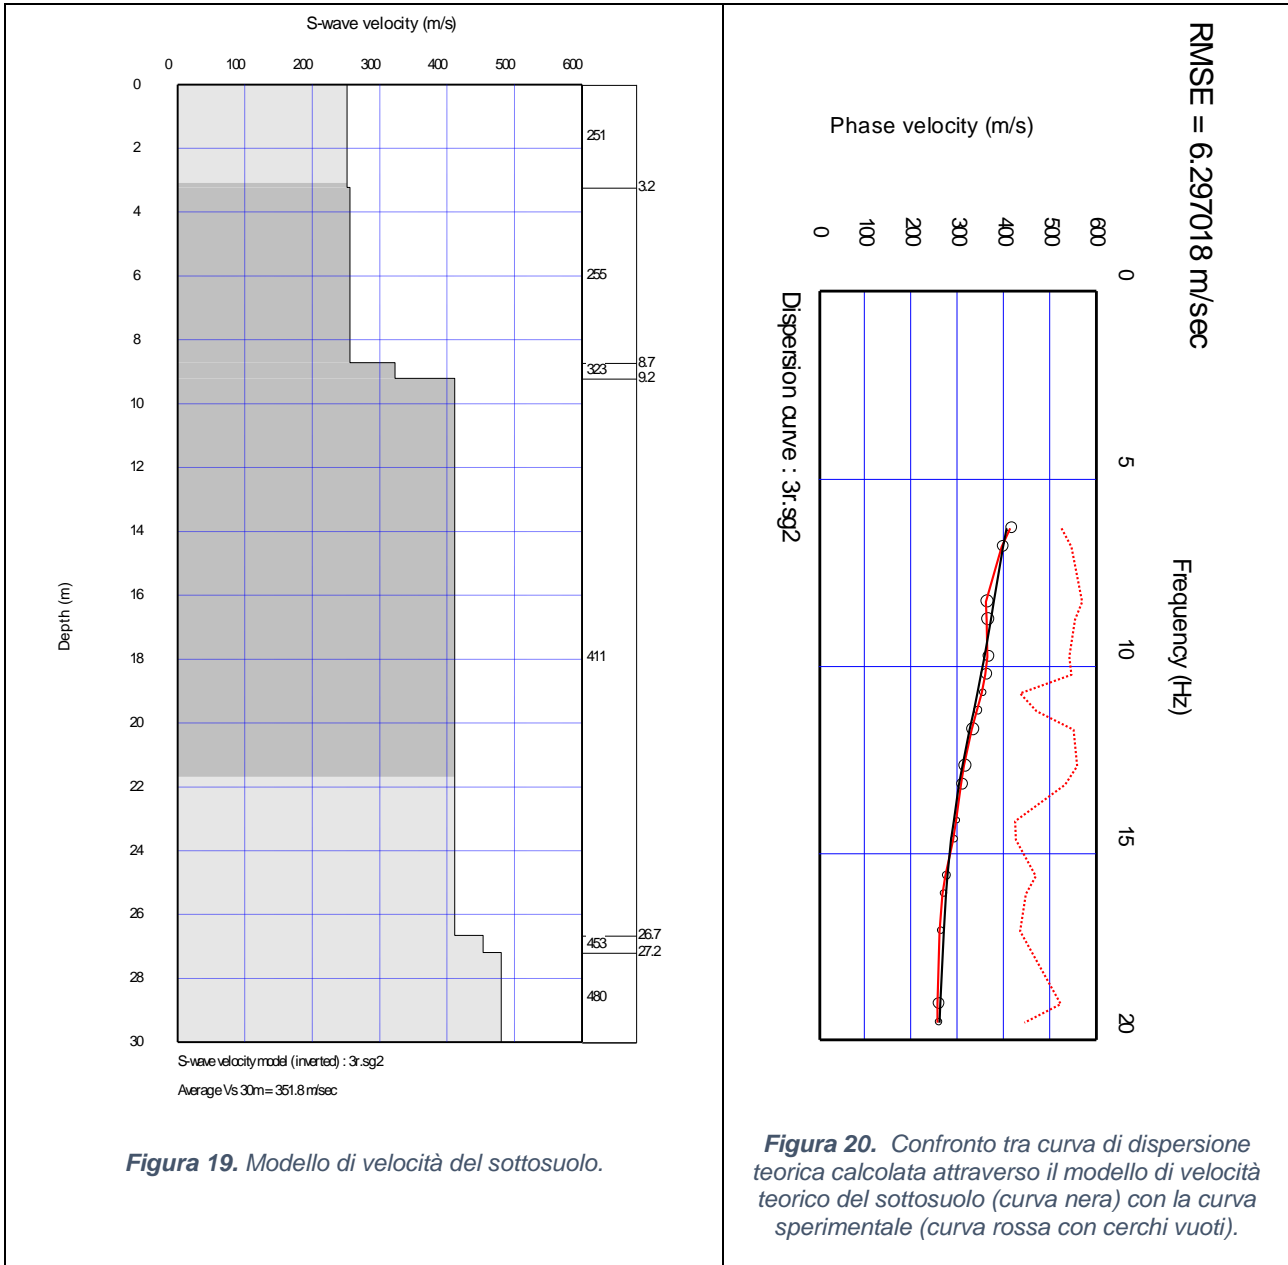 S-wave velocity (m/s)
0 100 200 300 400 500 600
0
2
4
6
8
10
12
14
16
18
20
22
24
26
28
30
Depth (m)
251
3.2
255
8.7
323
9.2
411
26.7
453
27.2
480
S-wave velocity model (inverted) : 3r.sg2
Average Vs 30m = 351.8 m/sec
Figura 19. Modello di velocità del sottosuolo.
RMSE = 6.297018 m/sec
Phase velocity (m/s)
0 100 200 300 400 500 600
0
5
10
15
20
Frequency (Hz)
Dispersion curve : 3r.sg2
Figura 20. Confronto tra curva di dispersione
teorica calcolata attraverso il modello di velocità
teorico del sottosuolo (curva nera) con la curva
sperimentale (curva rossa con cerchi vuoti).